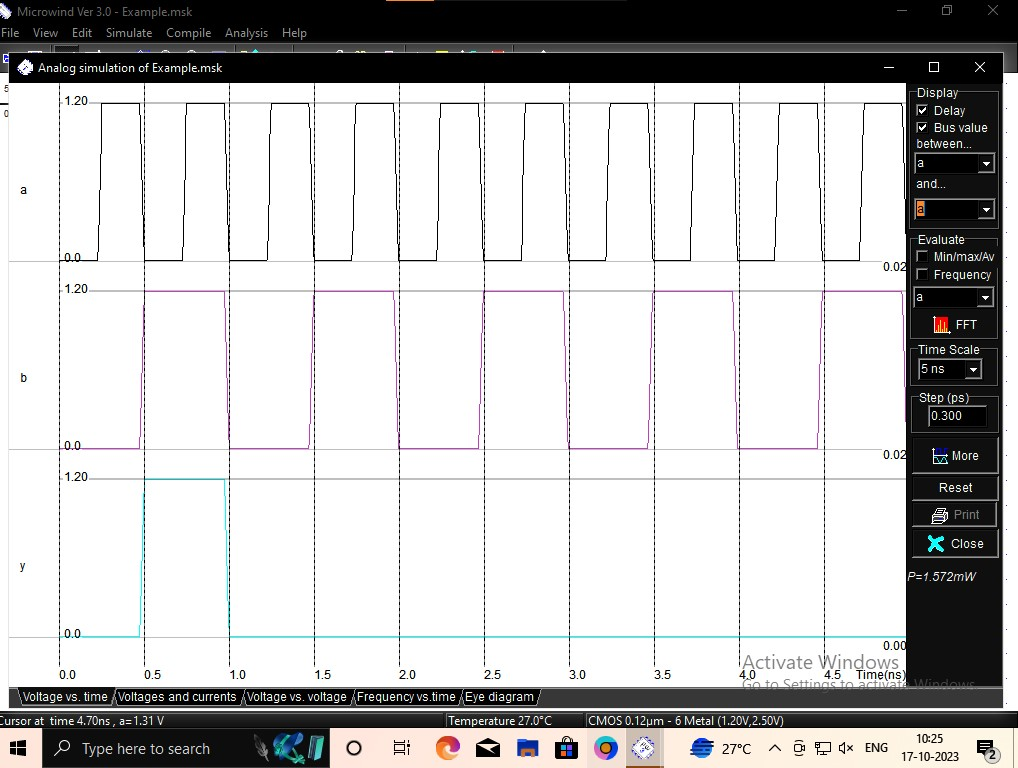 Microwind Ver 3.0 - Example.msk
File View Edit Simulate Compile Analysis Help
Analog simulation of Example.msk
5
0
1.20
a
0.0
0.02
1.20
b
0.0
0.02
1.20
y
0.0
0.00
0.0 0.5 1.0 1.5 2.0 2.5 3.0 3.5 4.0 4.5 Time(ns)
Display
Delay
Bus value
between...
a
and...
a
Evaluate
Min/max/Av
Frequency
a
FFT
Time Scale
5 ns
Step (ps)
0.300
More
Reset
Print
Close
P=1.572mW
Activate Windows
Go to Settings to activate Windows.
Voltage vs. time Voltages and currents Voltage vs. voltage Frequency vs.time Eye diagram
Cursor at time 4.70ns , a=1.31 V Temperature 27.0°C CMOS 0.12µm - 6 Metal (1.20V,2.50V)
Type here to search 27°C ENG 10:25
17-10-2023
2